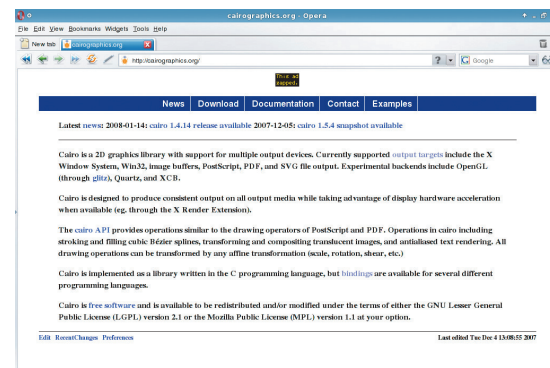 cairographics.org - Opera
File Edit View Bookmarks Widgets Tools Help
New tab cairographics.org
http://cairographics.org/ ? G Google
This ad
zapped.
News Download Documentation Contact Examples
Latest news: 2008-01-14: cairo 1.4.14 release available 2007-12-05: cairo 1.5.4 snapshot available
Cairo is a 2D graphics library with support for multiple output devices. Currently supported output targets include the X
Window System, Win32, image buffers, PostScript, PDF, and SVG file output. Experimental backends include OpenGL
(through glitz), Quartz, and XCB.
Cairo is designed to produce consistent output on all output media while taking advantage of display hardware acceleration
when available (eg. through the X Render Extension).
The cairo API provides operations similar to the drawing operators of PostScript and PDF. Operations in cairo including
stroking and filling cubic Bézier splines, transforming and compositing translucent images, and antialiased text rendering. All
drawing operations can be transformed by any affine transformation (scale, rotation, shear, etc.)
Cairo is implemented as a library written in the C programming language, but bindings are available for several different
programming languages.
Cairo is free software and is available to be redistributed and/or modified under the terms of either the GNU Lesser General
Public License (LGPL) version 2.1 or the Mozilla Public License (MPL) version 1.1 at your option.
Edit RecentChanges Preferences Last edited Tue Dec 4 13:08:55 2007